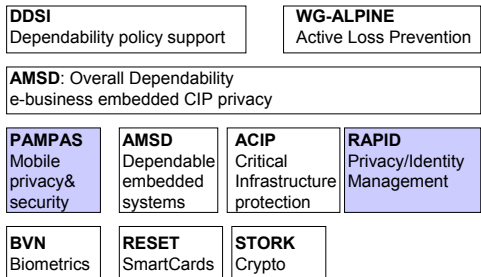 DDSI
Dependability policy support
WG-ALPINE
Active Loss Prevention
AMSD: Overall Dependability
e-business embedded CIP privacy
PAMPAS
Mobile
privacy&
security
AMSD
Dependable
embedded
systems
ACIP
Critical
Infrastructure
protection
RAPID
Privacy/Identity
Management
BVN
Biometrics
RESET
SmartCards
STORK
Crypto